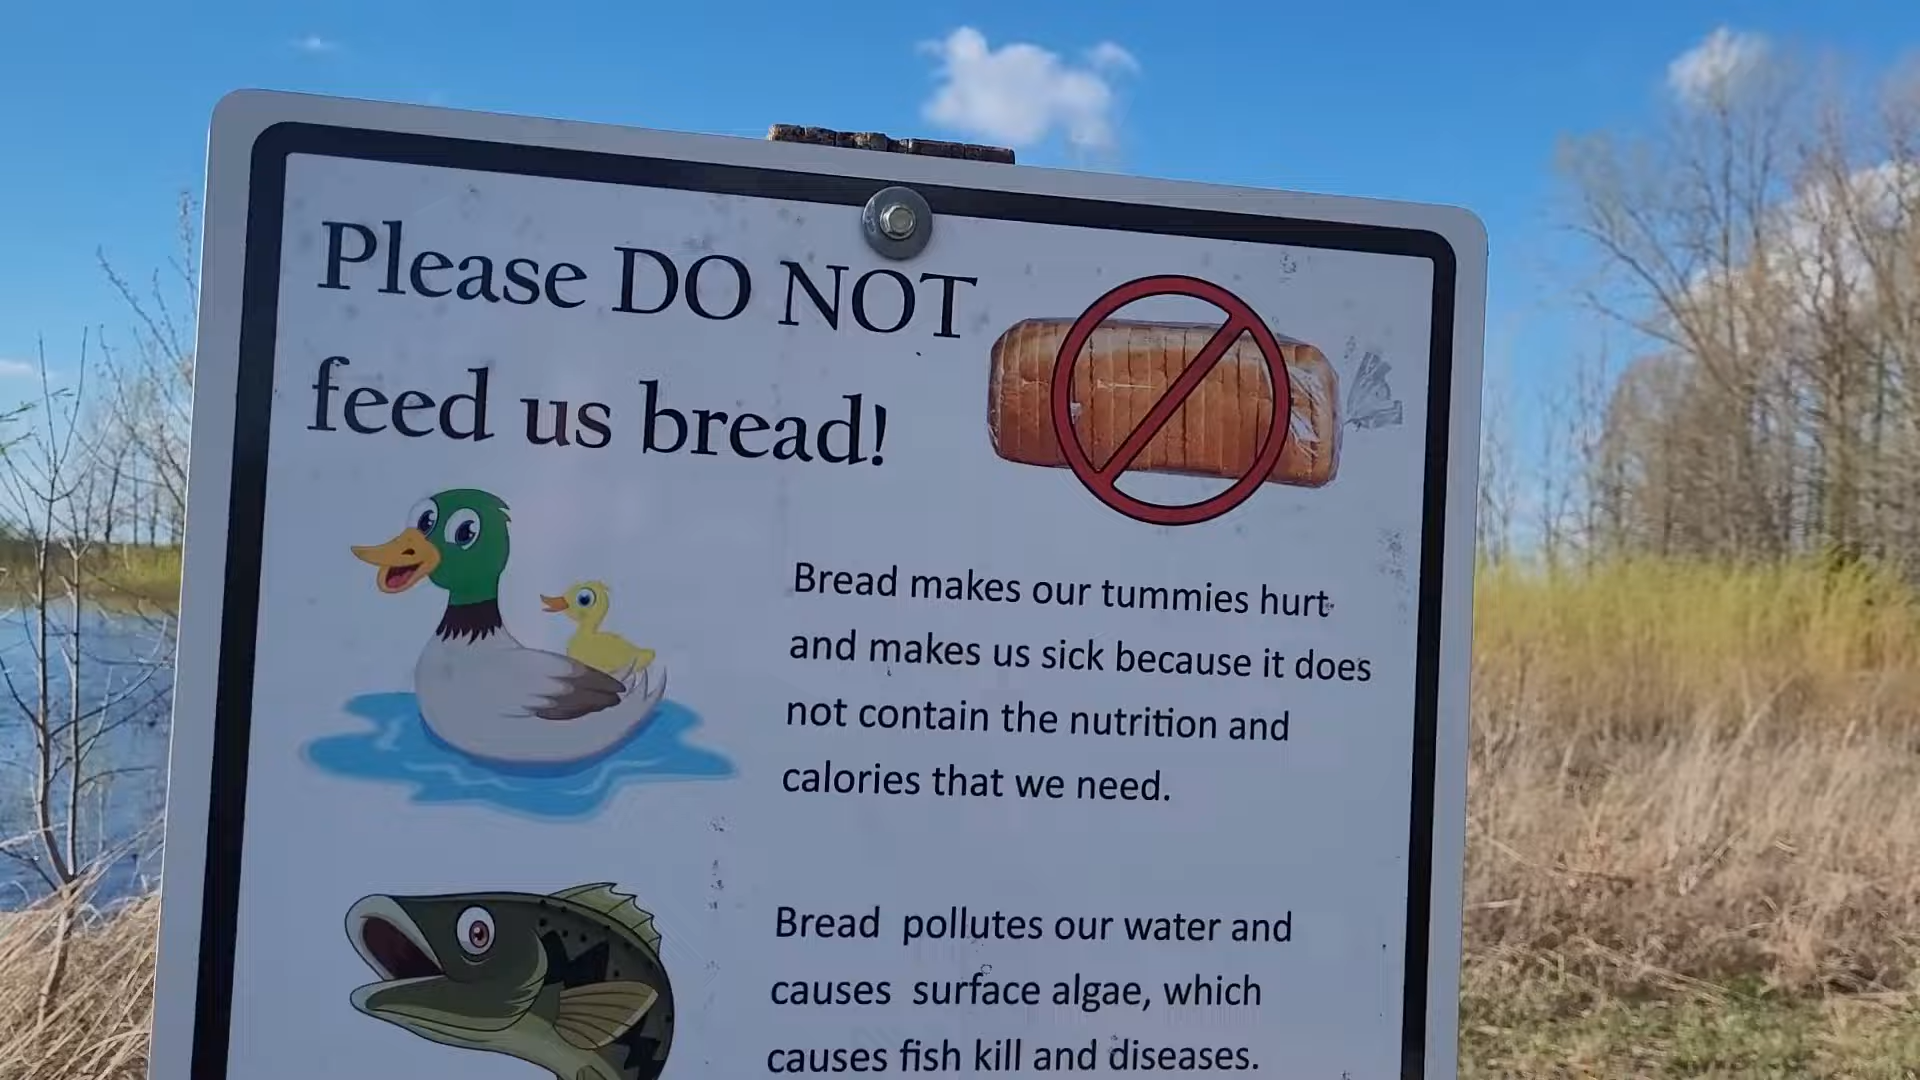 Please DO NOT
feed us bread!
Bread makes our tummies hurt
and makes us sick because it does
not contain the nutrition and
calories that we need.
Bread pollutes our water and
causes surface algae, which
causes fish kill and diseases.